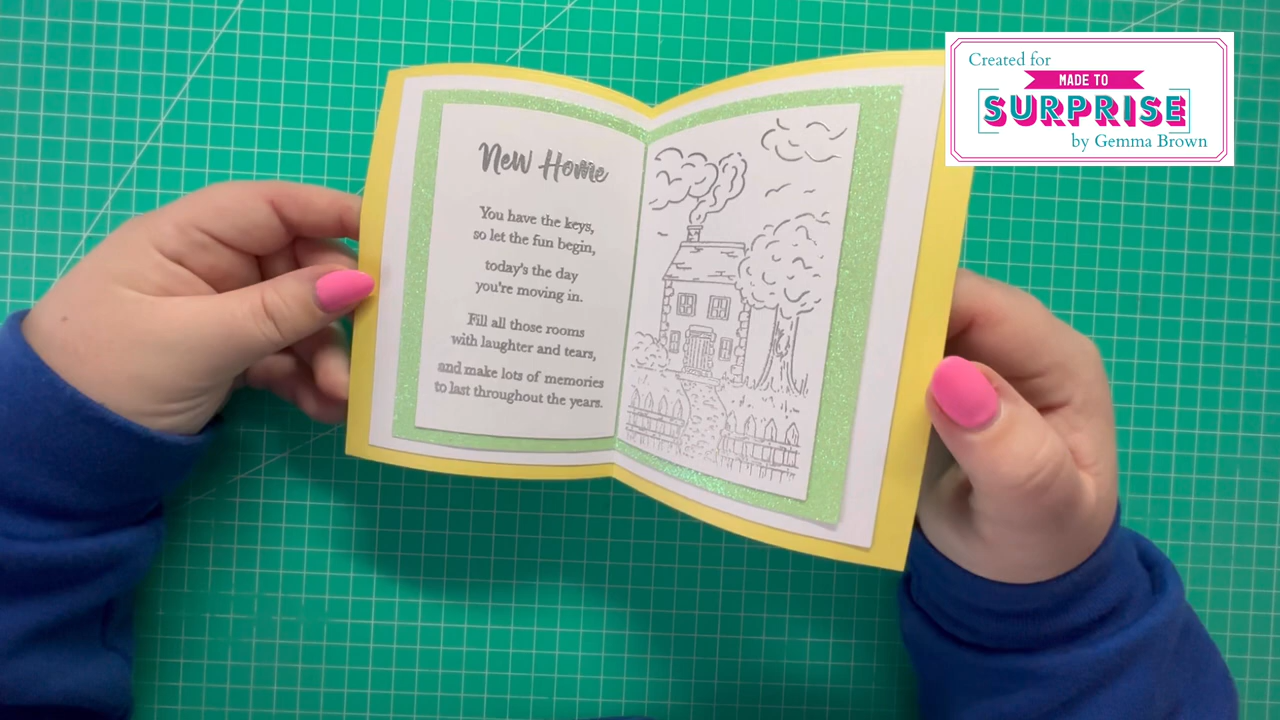 New Home
You have the keys,
so let the fun begin,
today's the day
you're moving in.
Fill all those rooms
with laughter and tears,
and make lots of memories
to last throughout the years.
Created for
MADE TO
SURPRISE
by Gemma Brown